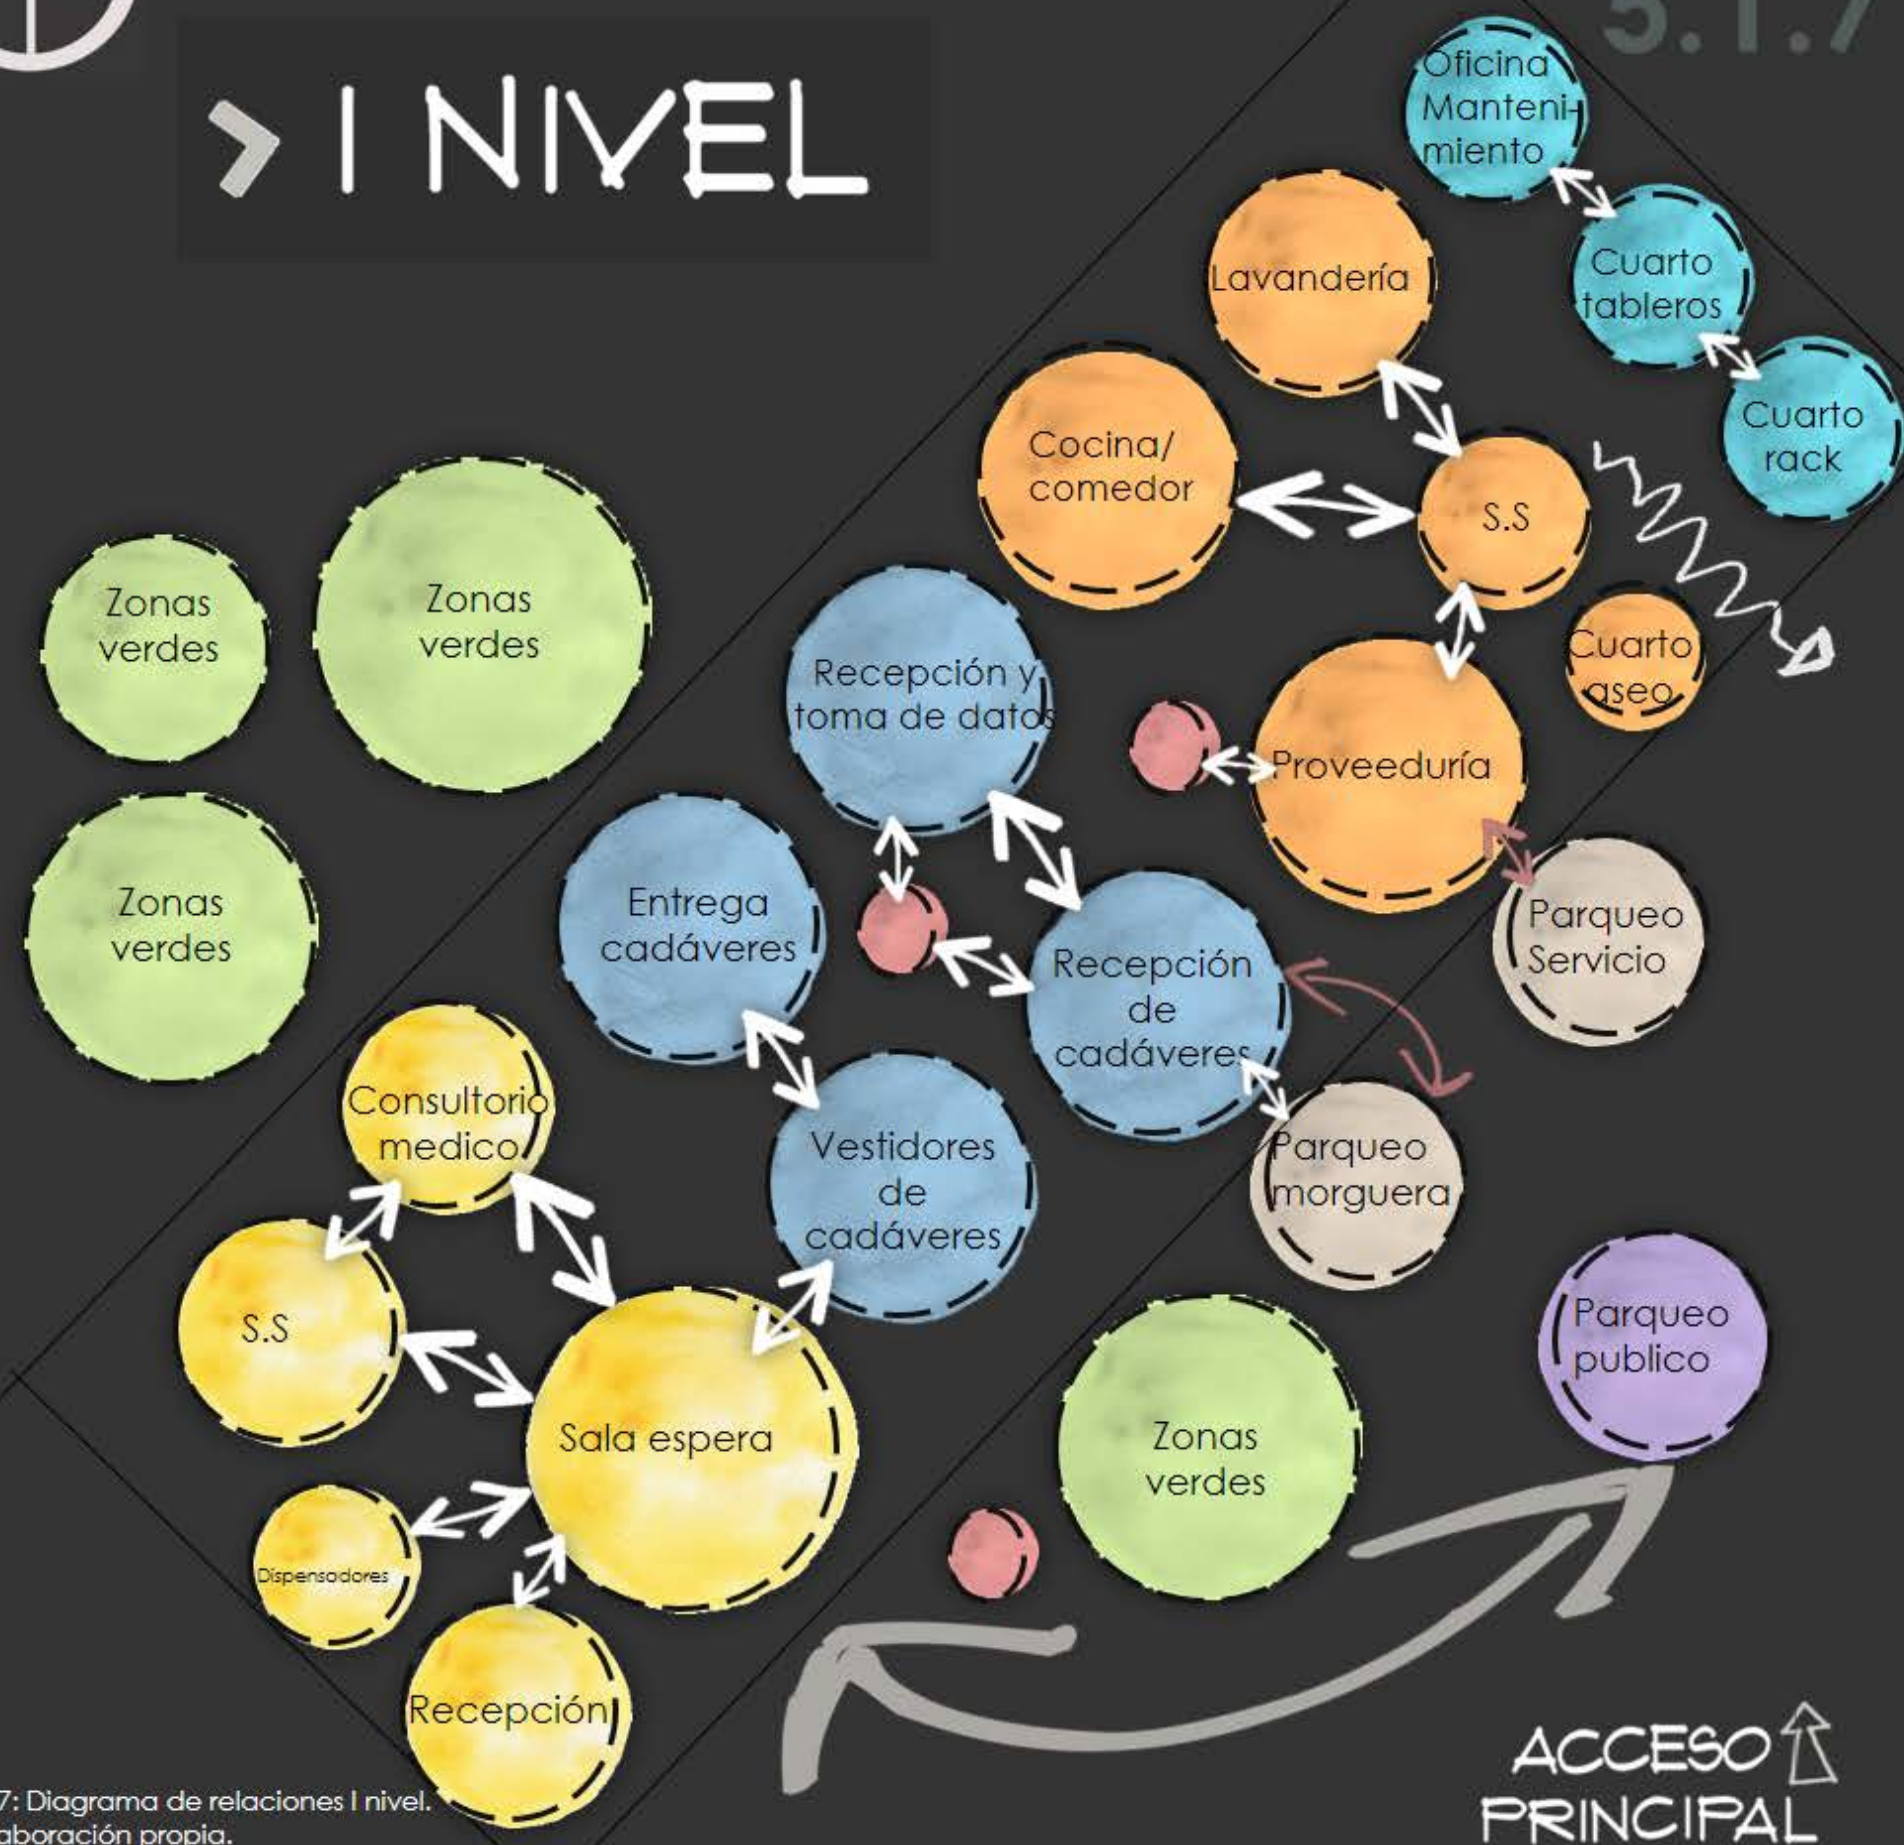 5.1.7
> I NIVEL
Oficina
Manteni-
miento
Cuarto
tableros
Cuarto
rack
Lavandería
Cocina/
comedor
S.S
Cuarto
aseo
Proveeduría
Parqueo
Servicio
Zonas
verdes
Zonas
verdes
Zonas
verdes
Recepción y
toma de datos
Entrega
cadáveres
Recepción
de
cadáveres
Vestidores
de
cadáveres
Parqueo
morguera
Parqueo
publico
Consultorio
medico
S.S
Sala espera
Dispensadores
Recepción
Zonas
verdes
ACCESO
PRINCIPAL
7: Diagrama de relaciones I nivel.
aboración propia.